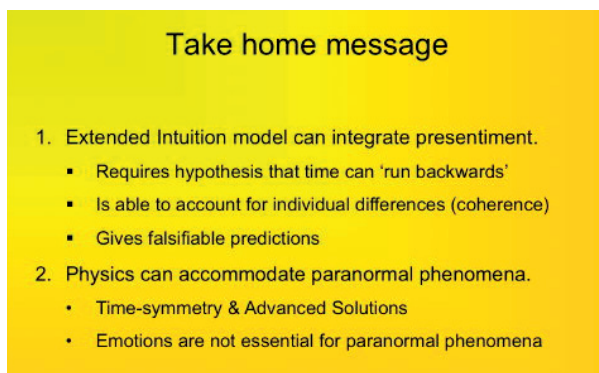 Take home message
1. Extended Intuition model can integrate presentiment.
▪ Requires hypothesis that time can ‘run backwards’
▪ Is able to account for individual differences (coherence)
▪ Gives falsifiable predictions
2. Physics can accommodate paranormal phenomena.
• Time-symmetry & Advanced Solutions
• Emotions are not essential for paranormal phenomena